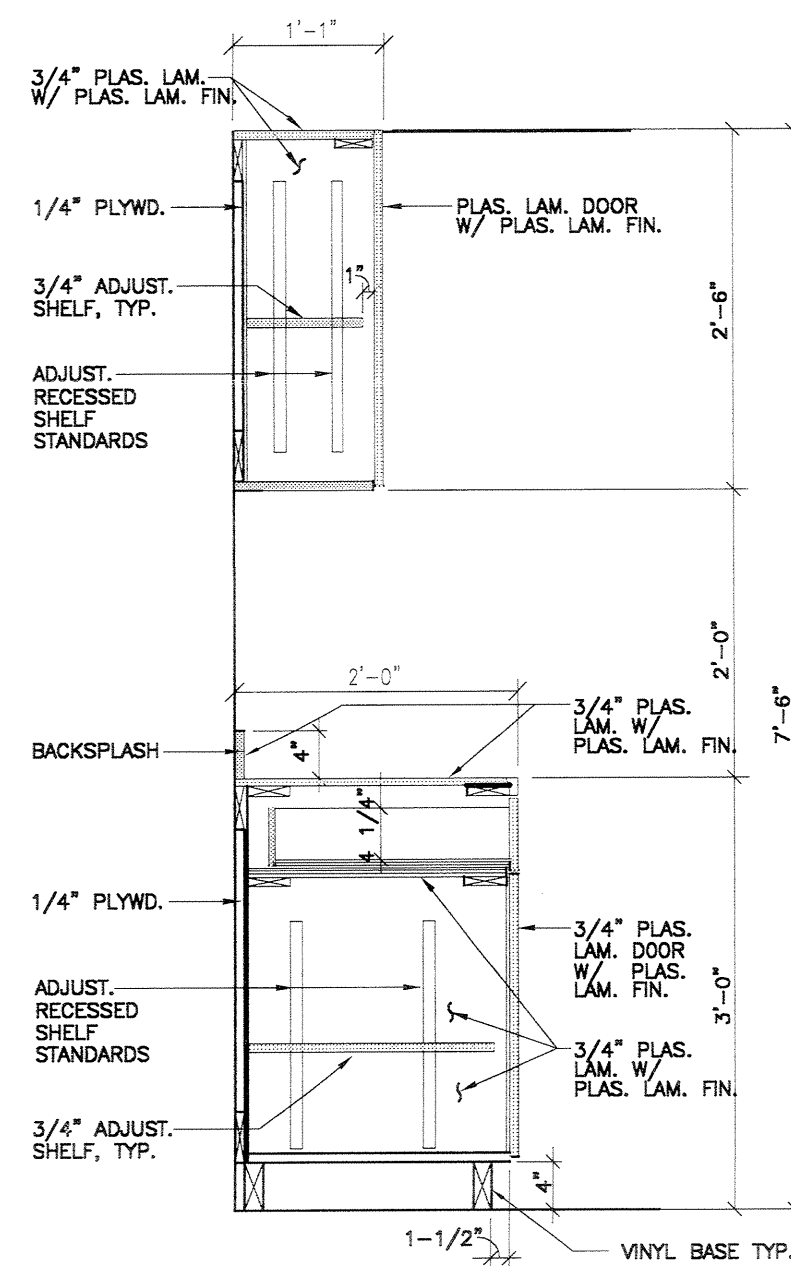 1'-1"
3/4" PLAS. LAM.
W/ PLAS. LAM. FIN.
1/4" PLYWD.
PLAS. LAM. DOOR
W/ PLAS. LAM. FIN.
1"
3/4" ADJUST.
SHELF, TYP.
2'-6"
ADJUST.
RECESSED
SHELF
STANDARDS
2'-0"
7'-6"
2'-0"
3/4" PLAS.
LAM. W/
PLAS. LAM. FIN.
BACKSPLASH
4"
4 1/4"
1/4" PLYWD.
3/4" PLAS.
LAM. DOOR
W/ PLAS.
LAM. FIN.
3'-0"
ADJUST.
RECESSED
SHELF
STANDARDS
3/4" PLAS.
LAM. W/
PLAS. LAM. FIN.
3/4" ADJUST.
SHELF, TYP.
4"
1-1/2"
VINYL BASE TYP.